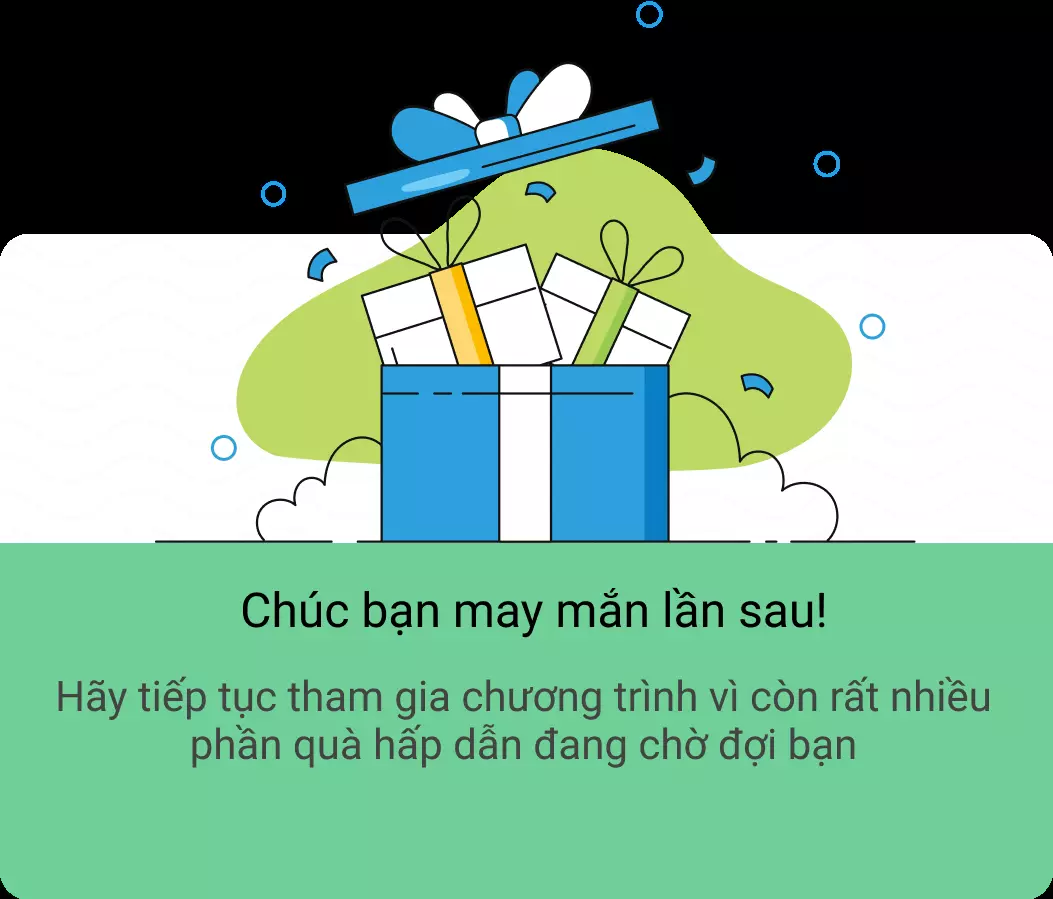 Chúc bạn may mắn lần sau!
Hãy tiếp tục tham gia chương trình vì còn rất nhiều
phần quà hấp dẫn đang chờ đợi bạn